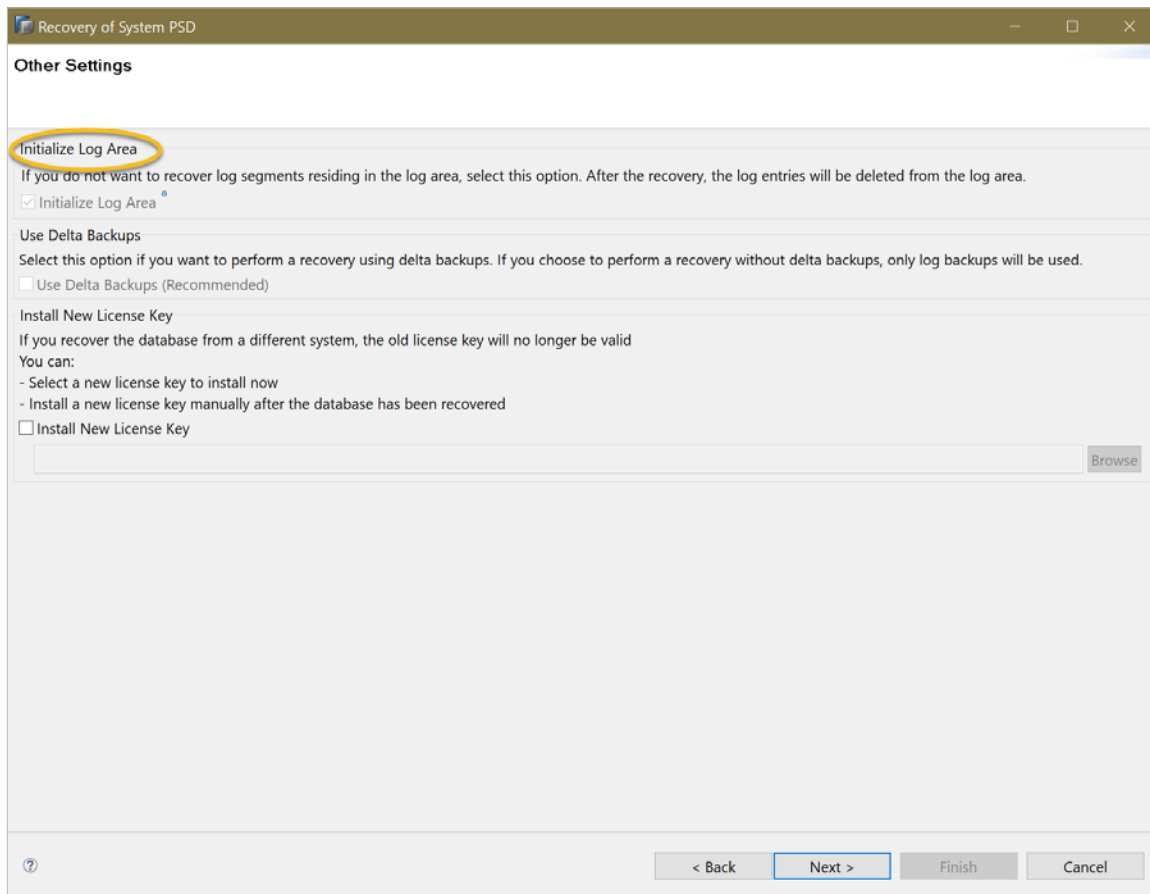 Recovery of System PSD
Other Settings
Initialize Log Area
If you do not want to recover log segments residing in the log area, select this option. After the recovery, the log entries will be deleted from the log area.
Initialize Log Area
Use Delta Backups
Select this option if you want to perform a recovery using delta backups. If you choose to perform a recovery without delta backups, only log backups will be used.
Use Delta Backups (Recommended)
Install New License Key
If you recover the database from a different system, the old license key will no longer be valid
You can:
- Select a new license key to install now
- Install a new license key manually after the database has been recovered
Install New License Key
Browse
< Back Next > Finish Cancel